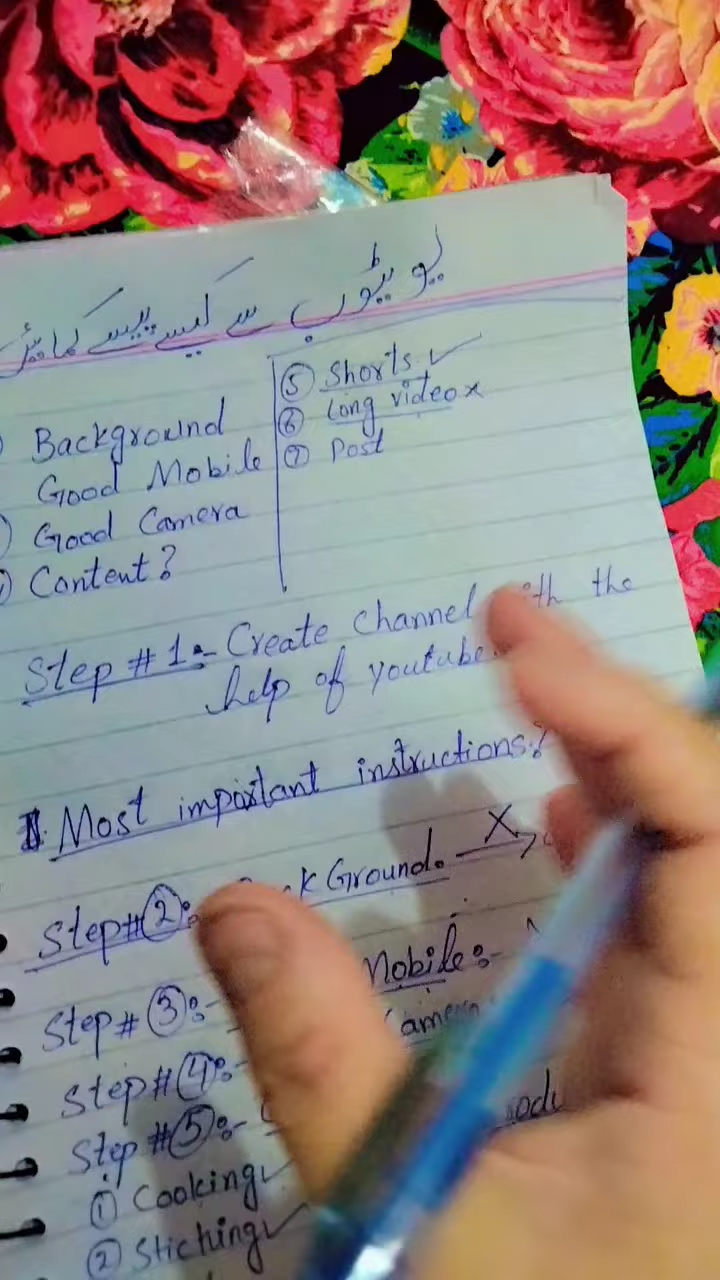 یوٹیوب سے کیسے پیسے کمائیں
Background
Good Mobile
Good Camera
Content?
⑤ Shorts ✓
⑥ Long video x
⑦ Post
Step #1:- Create channel with the
help of youtube.
Most important instructions:
Step#②:- Ground. X
Step#③:- Mobile:-
Step#④:-
Step#⑤:-
① Cooking ✓
② Stiching ✓